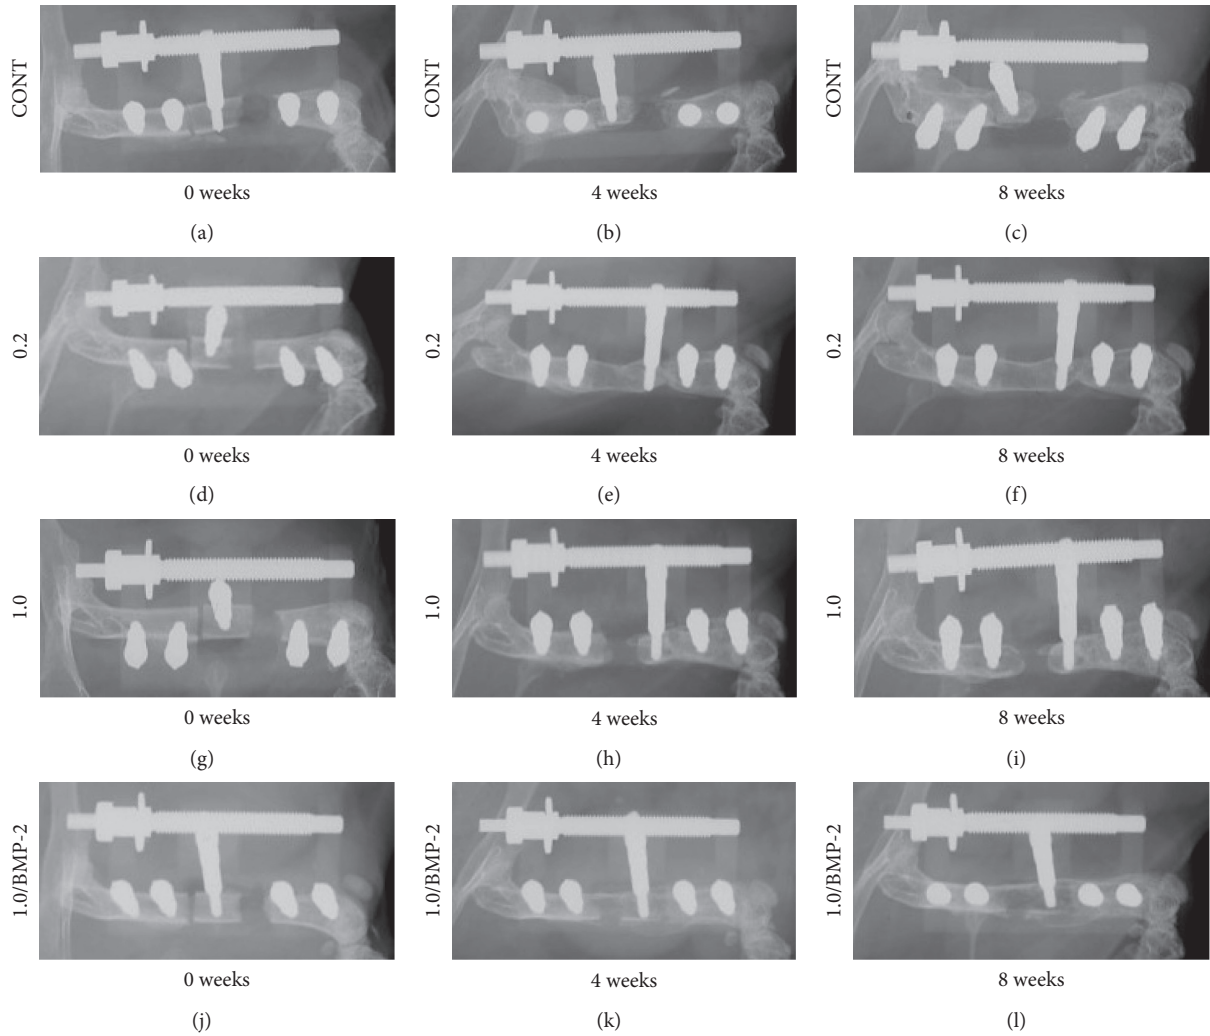 CONT
0 weeks
(a)
CONT
4 weeks
(b)
CONT
8 weeks
(c)
0.2
0 weeks
(d)
0.2
4 weeks
(e)
0.2
8 weeks
(f)
1.0
0 weeks
(g)
1.0
4 weeks
(h)
1.0
8 weeks
(i)
1.0/BMP-2
0 weeks
(j)
1.0/BMP-2
4 weeks
(k)
1.0/BMP-2
8 weeks
(l)